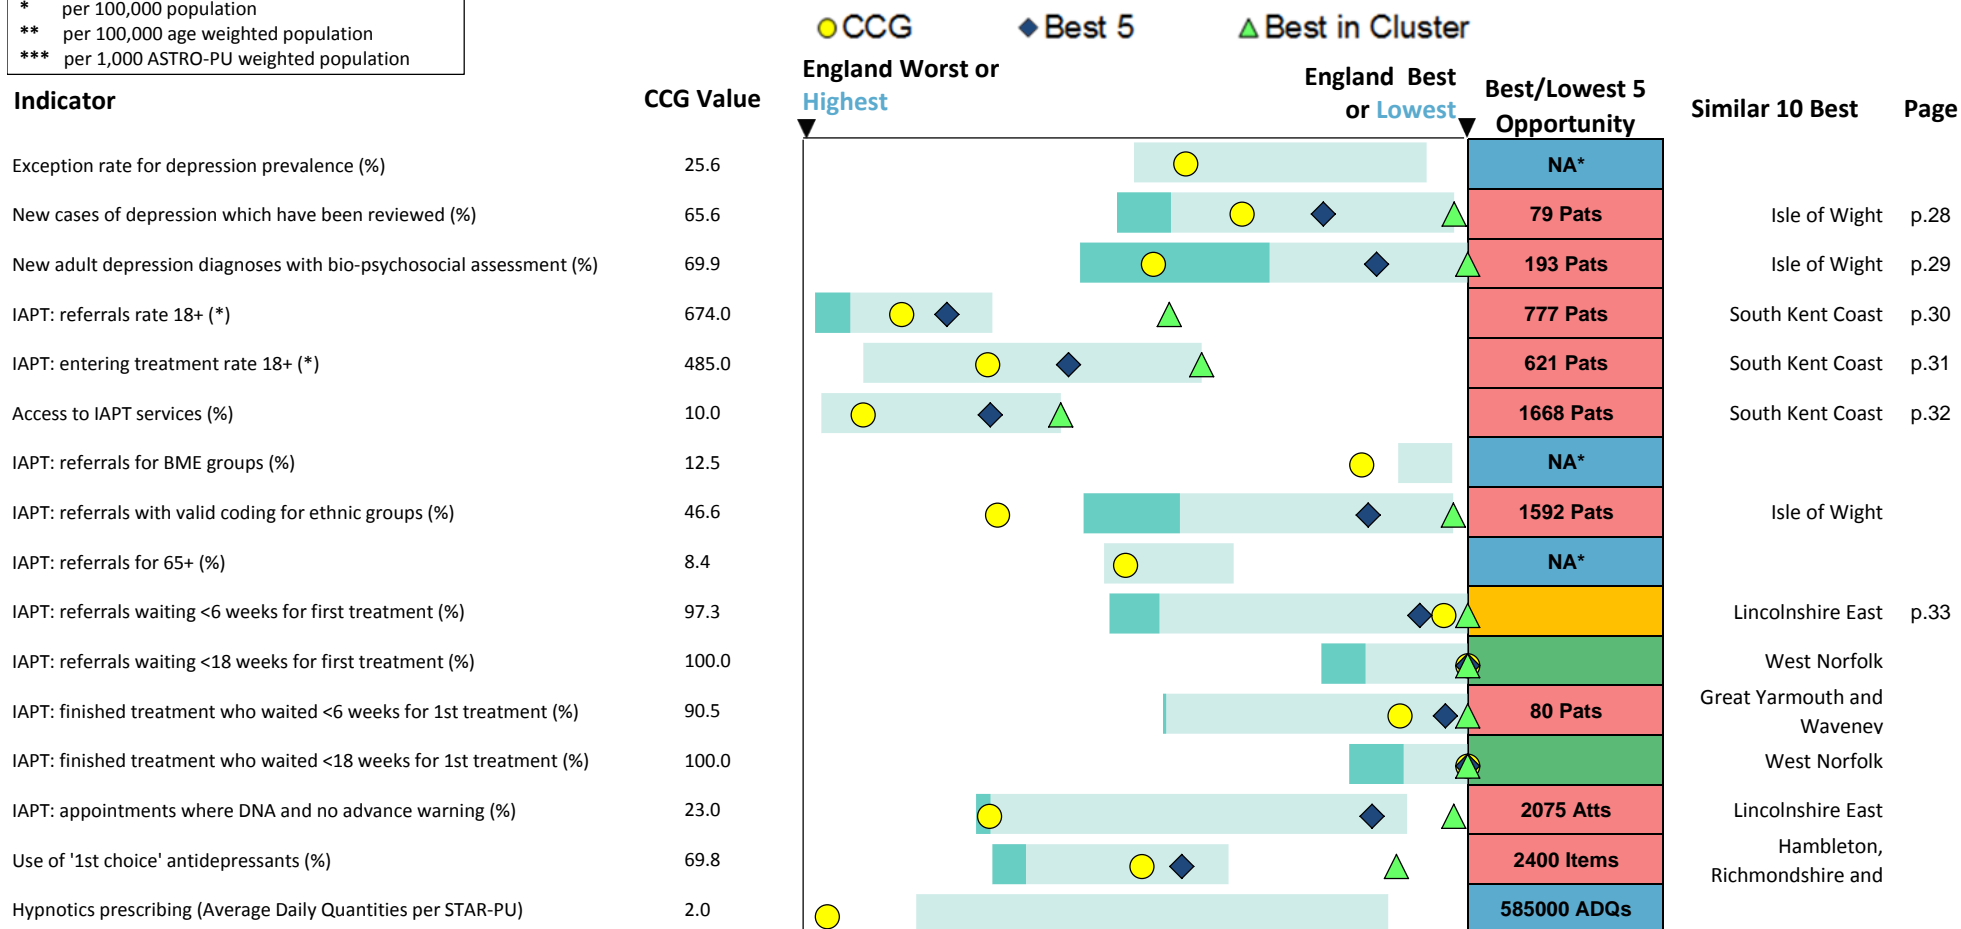 * per 100,000 population
** per 100,000 age weighted population
*** per 1,000 ASTRO-PU weighted population
CCG Best 5 Best in Cluster
Indicator CCG Value England Worst or Highest England Best or Lowest Best/Lowest 5 Opportunity Similar 10 Best Page
Exception rate for depression prevalence (%) 25.6 NA*
New cases of depression which have been reviewed (%) 65.6 79 Pats Isle of Wight p.28
New adult depression diagnoses with bio-psychosocial assessment (%) 69.9 193 Pats Isle of Wight p.29
IAPT: referrals rate 18+ (*) 674.0 777 Pats South Kent Coast p.30
IAPT: entering treatment rate 18+ (*) 485.0 621 Pats South Kent Coast p.31
Access to IAPT services (%) 10.0 1668 Pats South Kent Coast p.32
IAPT: referrals for BME groups (%) 12.5 NA*
IAPT: referrals with valid coding for ethnic groups (%) 46.6 1592 Pats Isle of Wight
IAPT: referrals for 65+ (%) 8.4 NA*
IAPT: referrals waiting <6 weeks for first treatment (%) 97.3 Lincolnshire East p.33
IAPT: referrals waiting <18 weeks for first treatment (%) 100.0 West Norfolk
IAPT: finished treatment who waited <6 weeks for 1st treatment (%) 90.5 80 Pats Great Yarmouth and Waveney
IAPT: finished treatment who waited <18 weeks for 1st treatment (%) 100.0 West Norfolk
IAPT: appointments where DNA and no advance warning (%) 23.0 2075 Atts Lincolnshire East
Use of '1st choice' antidepressants (%) 69.8 2400 Items Hambleton, Richmondshire and
Hypnotics prescribing (Average Daily Quantities per STAR-PU) 2.0 585000 ADQs